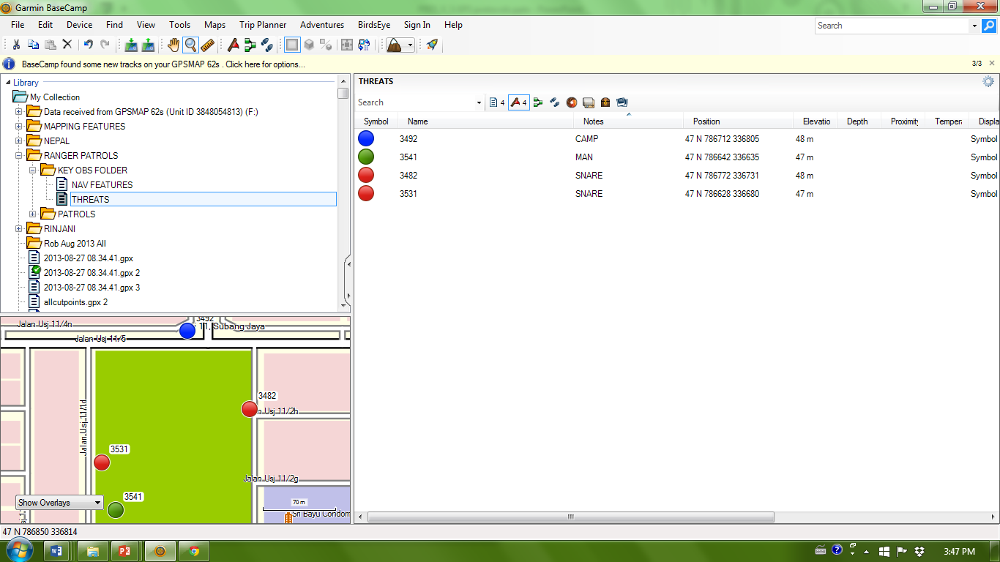 Garmin BaseCamp
File Edit Device Find View Tools Maps Trip Planner Adventures BirdsEye Sign In Help
Search
BaseCamp found some new tracks on your GPSMAP 62s . Click here for options...
3/3
Library
My Collection
Data received from GPSMAP 62s (Unit ID 3848054813) (F:)
MAPPING FEATURES
NEPAL
RANGER PATROLS
KEY OBS FOLDER
NAV FEATURES
THREATS
PATROLS
RINJANI
Rob Aug 2013 All
2013-08-27 08.34.41.gpx
2013-08-27 08.34.41.gpx 2
2013-08-27 08.34.41.gpx 3
allcutpoints.gpx 2
THREATS
Search 4 4
Symbol Name Notes Position Elevatio Depth Proximity Tempera Displa
3492 CAMP 47 N 786712 336805 48 m Symbol
3541 MAN 47 N 786642 336635 47 m Symbol
3482 SNARE 47 N 786772 336731 48 m Symbol
3531 SNARE 47 N 786628 336680 47 m Symbol
3492
Jalan Usj 11/4n
11, Subang Jaya
Jalan Usj 11/5
3482
n Usj 11/2h
Jalan Usj 11/1d
3531
Jalan Usj 11/2g
3541
Show Overlays
70 m
Sri Bayu Condom
47 N 786850 336814
3:47 PM